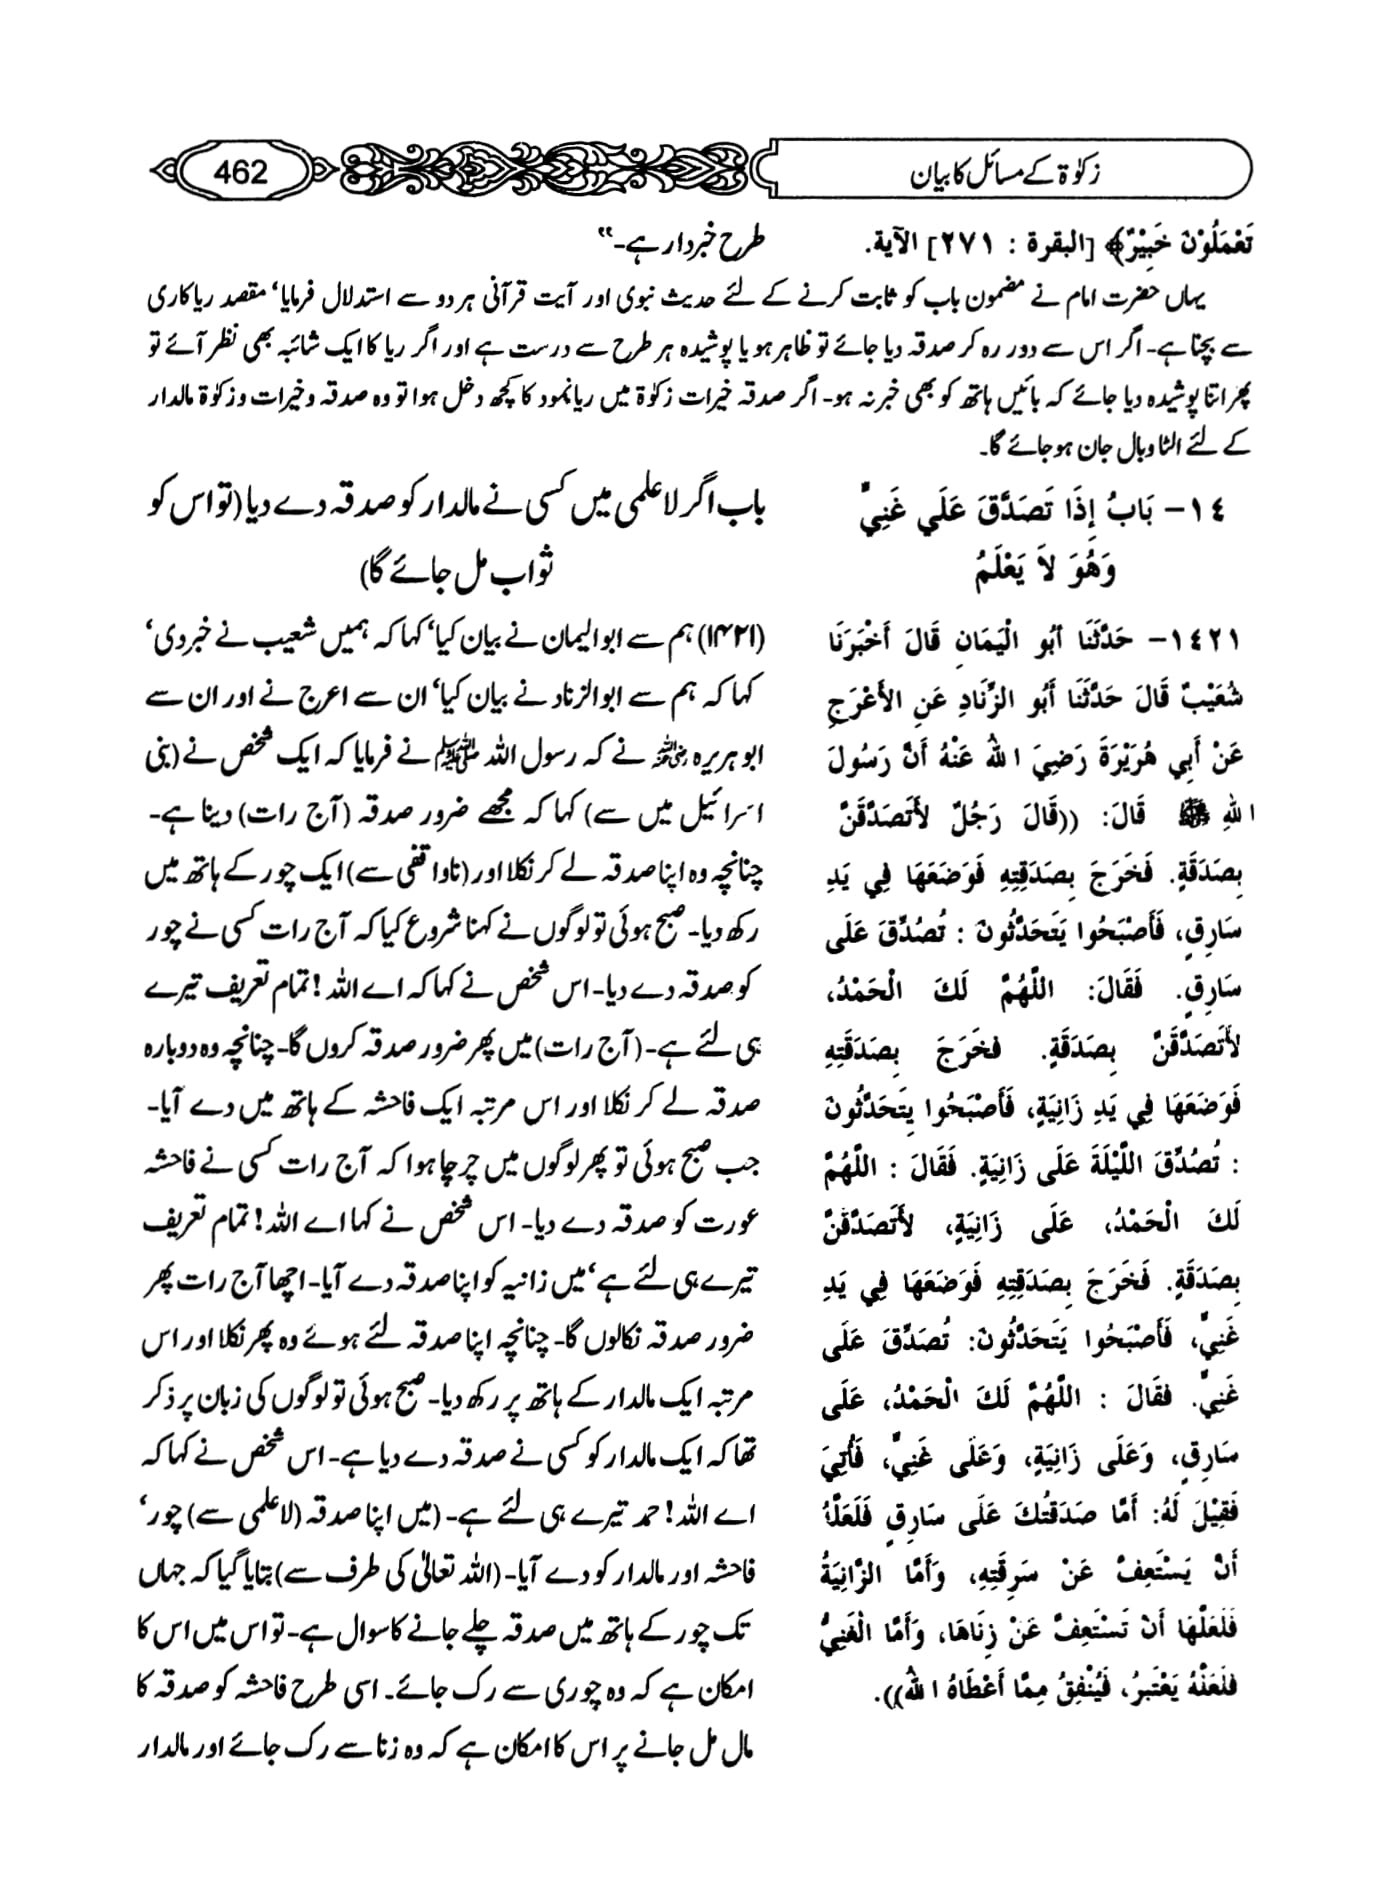 زکوٰۃ کے مسائل کا بیان
462
تَعْمَلُوْنَ خَبِيْرٌ﴾ [البقرة : ٢٧١] الآية.
طرح خبردار ہے-"
یہاں حضرت امام نے مضمون باب کو ثابت کرنے کے لئے حدیث نبوی اور آیت قرآنی ہر دو سے استدلال فرمایا' مقصد ریاکاری
سے بچنا ہے- اگر اس سے دور رہ کر صدقہ دیا جائے تو ظاہر ہو یا پوشیدہ ہر طرح سے درست ہے اور اگر ریا کا ایک شائبہ بھی نظر آئے تو
پھر اتنا پوشیدہ دیا جائے کہ بائیں ہاتھ کو بھی خبر نہ ہو- اگر صدقہ خیرات زکوٰۃ میں ریا نمود کا کچھ دخل ہوا تو وہ صدقہ و خیرات و زکوٰۃ مالدار
کے لئے الٹا وبال جان ہو جائے گا۔
١٤- بَابُ إِذَا تَصَدَّقَ عَلَي غَنِيٍّ
وَهُوَ لاَ يَعْلَمُ
١٤٢١- حَدَّثَنَا أَبُو الْيَمَانِ قَالَ أَخْبَرَنَا
شُعَيْبٌ قَالَ حَدَّثَنَا أَبُو الزِّنَادِ عَنِ الأَعْرَجِ
عَنْ أَبِي هُرَيْرَةَ رَضِيَ اللهُ عَنْهُ أَنَّ رَسُولَ
اللهِ ﷺ قَالَ: ((قَالَ رَجُلٌ لأَتَصَدَّقَنَّ
بِصَدَقَةٍ. فَخَرَجَ بِصَدَقَتِهِ فَوَضَعَهَا فِي يَدِ
سَارِقٍ، فَأَصْبَحُوا يَتَحَدَّثُونَ : تُصُدِّقَ عَلَى
سَارِقٍ. فَقَالَ: اللَّهُمَّ لَكَ الْحَمْدُ،
لأَتَصَدَّقَنَّ بِصَدَقَةٍ. فَخَرَجَ بِصَدَقَتِهِ
فَوَضَعَهَا فِي يَدِ زَانِيَةٍ، فَأَصْبَحُوا يَتَحَدَّثُونَ
: تُصُدِّقَ اللَّيْلَةَ عَلَى زَانِيَةٍ. فَقَالَ : اللَّهُمَّ
لَكَ الْحَمْدُ، عَلَى زَانِيَةٍ، لأَتَصَدَّقَنَّ
بِصَدَقَةٍ. فَخَرَجَ بِصَدَقَتِهِ فَوَضَعَهَا فِي يَدِ
غَنِيٍّ، فَأَصْبَحُوا يَتَحَدَّثُونَ: تُصَدِّقَ عَلَى
غَنِيٍّ. فَقَالَ : اللَّهُمَّ لَكَ الْحَمْدُ، عَلَى
سَارِقٍ، وَعَلَى زَانِيَةٍ، وَعَلَى غَنِيٍّ، فَأُتِيَ
فَقِيْلَ لَهُ: أَمَّا صَدَقَتُكَ عَلَى سَارِقٍ فَلَعَلَّهُ
أَنْ يَسْتَعِفَّ عَنْ سَرِقَتِهِ، وَأَمَّا الزَّانِيَةُ
فَلَعَلَّهَا أَنْ تَسْتَعِفَّ عَنْ زِنَاهَا، وَأَمَّا الْغَنِيُّ
فَلَعَلَّهُ يَعْتَبِرُ، فَيُنْفِقُ مِمَّا أَعْطَاهُ اللهُ)).
باب اگر لاعلمی میں کسی نے مالدار کو صدقہ دے دیا (تو اس کو
ثواب مل جائے گا)
(۱۴۲۱) ہم سے ابو الیمان نے بیان کیا' کہا کہ ہمیں شعیب نے خبر دی'
کہا کہ ہم سے ابو الزناد نے بیان کیا' ان سے اعرج نے اور ان سے
ابو ہریرہ رضی اللہ عنہ نے کہ رسول اللہ صلی اللہ علیہ وسلم نے فرمایا کہ ایک شخص نے (بنی
اسرائیل میں سے) کہا کہ مجھے ضرور صدقہ (آج رات) دینا ہے-
چنانچہ وہ اپنا صدقہ لے کر نکلا اور (ناواقفی سے) ایک چور کے ہاتھ میں
رکھ دیا- صبح ہوئی تو لوگوں نے کہنا شروع کیا کہ آج رات کسی نے چور
کو صدقہ دے دیا- اس شخص نے کہا کہ اے اللہ! تمام تعریف تیرے
ہی لئے ہے- (آج رات) میں پھر ضرور صدقہ کروں گا- چنانچہ وہ دوبارہ
صدقہ لے کر نکلا اور اس مرتبہ ایک فاحشہ کے ہاتھ میں دے آیا-
جب صبح ہوئی تو پھر لوگوں میں چرچا ہوا کہ آج رات کسی نے فاحشہ
عورت کو صدقہ دے دیا- اس شخص نے کہا اے اللہ! تمام تعریف
تیرے ہی لئے ہے' میں زانیہ کو اپنا صدقہ دے آیا- اچھا آج رات پھر
ضرور صدقہ نکالوں گا- چنانچہ اپنا صدقہ لئے ہوئے وہ پھر نکلا اور اس
مرتبہ ایک مالدار کے ہاتھ پر رکھ دیا- صبح ہوئی تو لوگوں کی زبان پر ذکر
تھا کہ ایک مالدار کو کسی نے صدقہ دے دیا ہے- اس شخص نے کہا کہ
اے اللہ! حمد تیرے ہی لئے ہے- (میں اپنا صدقہ (لاعلمی سے) چور'
فاحشہ اور مالدار کو دے آیا- (اللہ تعالیٰ کی طرف سے) بتایا گیا کہ جہاں
تک چور کے ہاتھ میں صدقہ چلے جانے کا سوال ہے- تو اس میں اس کا
امکان ہے کہ وہ چوری سے رک جائے۔ اسی طرح فاحشہ کو صدقہ کا
مال مل جانے پر اس کا امکان ہے کہ وہ زنا سے رک جائے اور مالدار